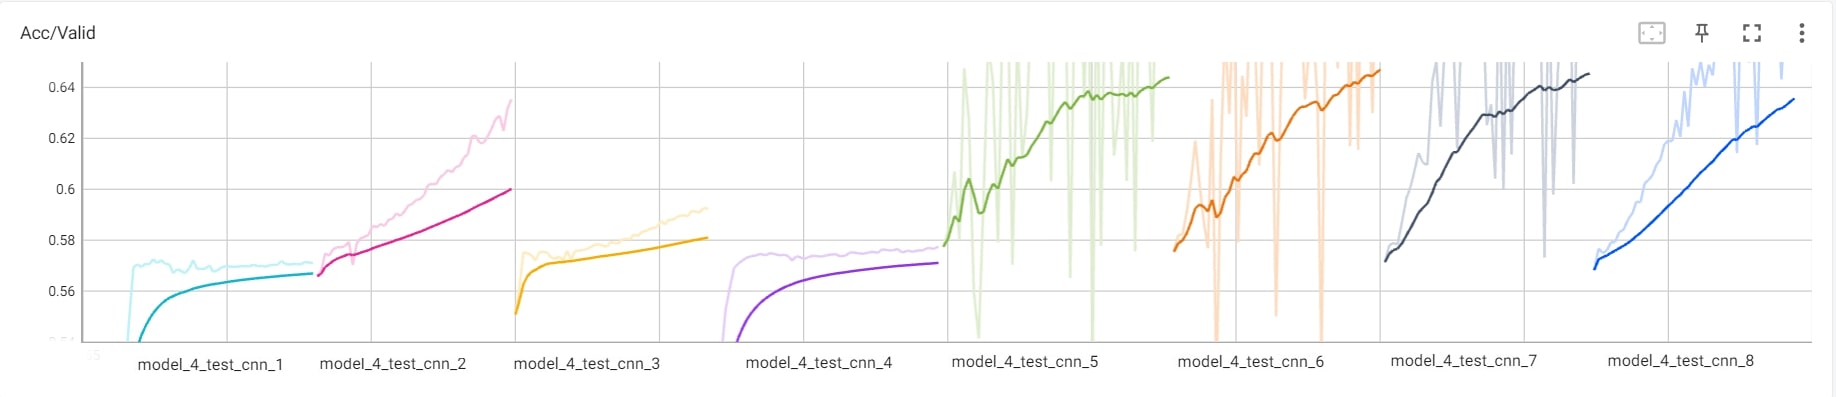 Acc/Valid
0.64
0.62
0.6
0.58
0.56
model_4_test_cnn_1
model_4_test_cnn_2
model_4_test_cnn_3
model_4_test_cnn_4
model_4_test_cnn_5
model_4_test_cnn_6
model_4_test_cnn_7
model_4_test_cnn_8